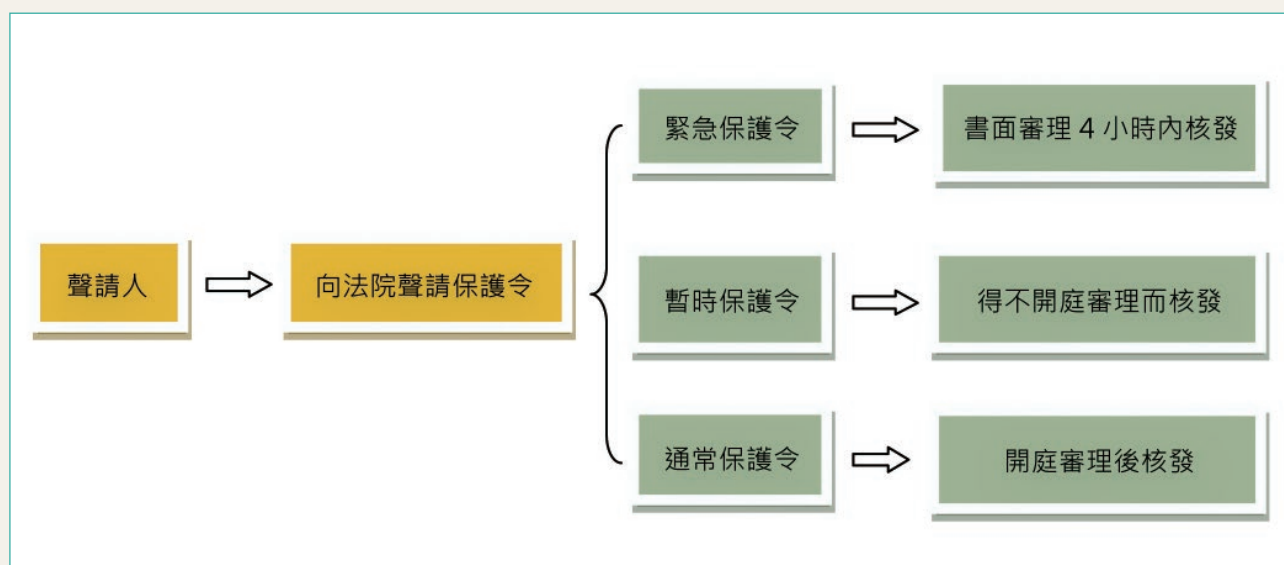 聲請人
向法院聲請保護令
緊急保護令
書面審理 4 小時內核發
暫時保護令
得不開庭審理而核發
通常保護令
開庭審理後核發